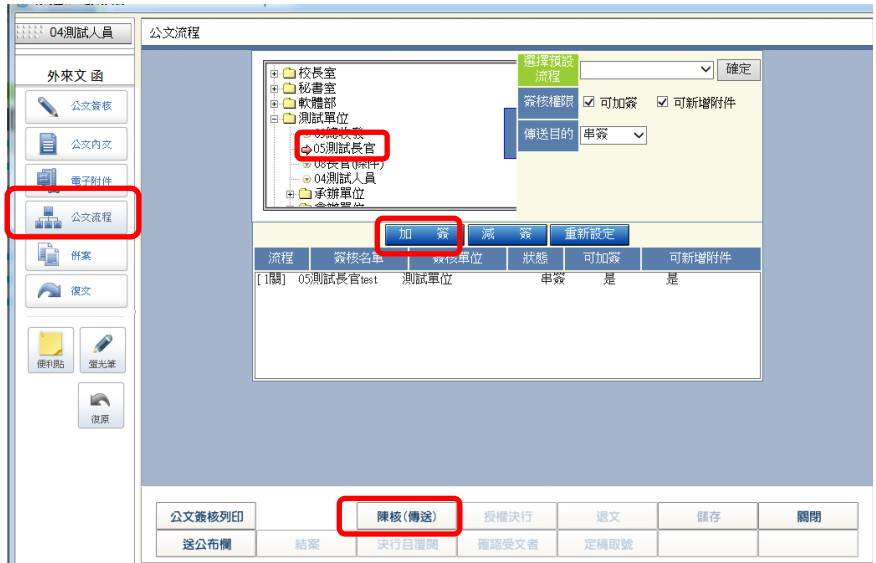 04測試人員
公文流程
外來文 函
公文簽核
公文內文
電子附件
公文流程
併案
復文
便利貼
螢光筆
復原
校長室
秘書室
軟體部
測試單位
05測試長官
04測試人員
承辦單位
選擇預設
流程
確定
簽核權限
可加簽
可新增附件
傳送目的
串簽
加 簽
減 簽
重新設定
流程
簽核名單
簽核單位
狀態
可加簽
可新增附件
[1關] 05測試長官test 測試單位 串簽 是 是
公文簽核列印
陳核(傳送)
授權決行
退文
儲存
關閉
送公布欄
結案
決行且覆閱
確認受文者
定稿取號